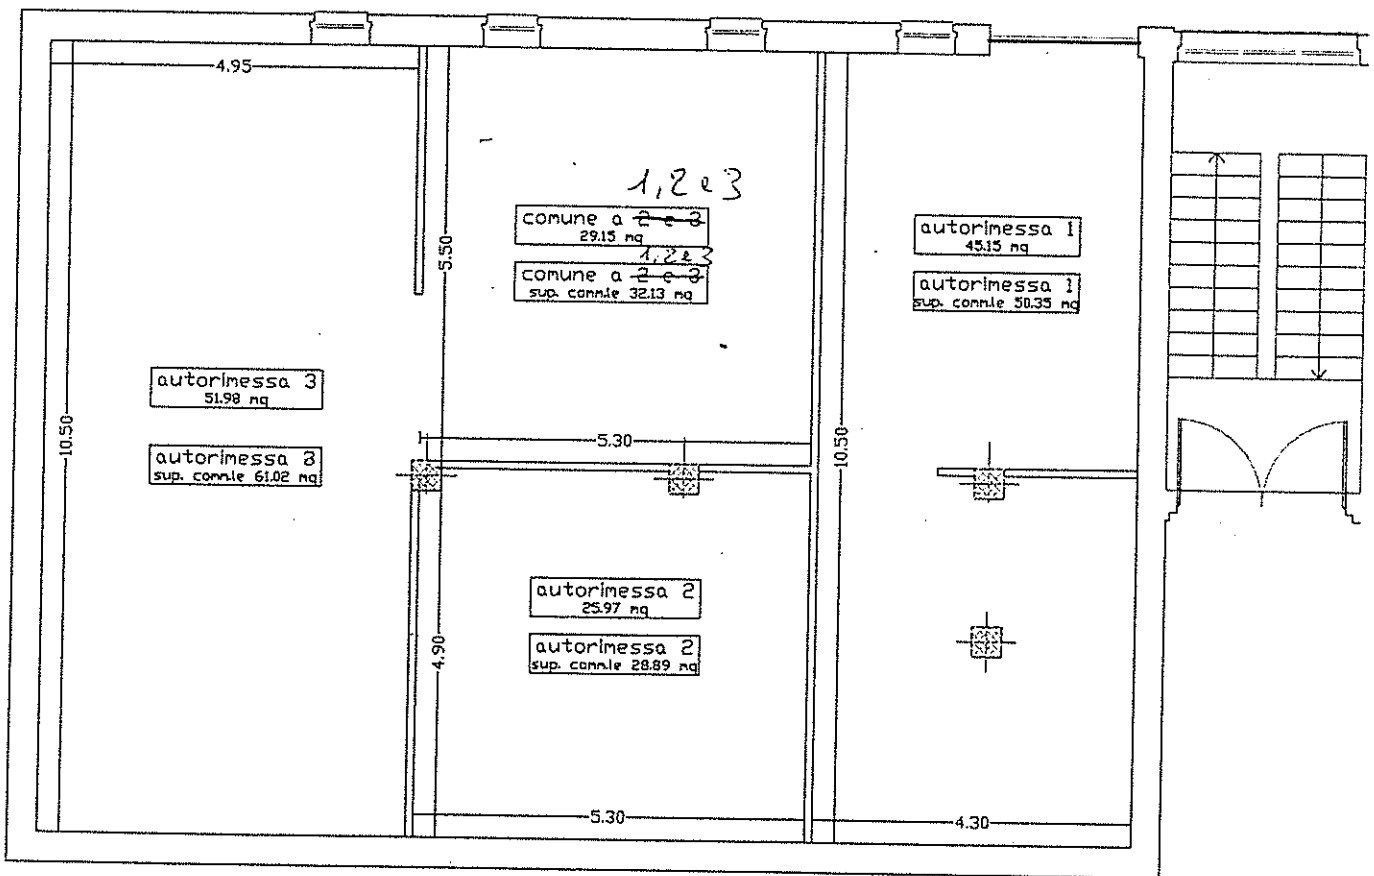 4.95
1,2 e 3
comune a 2 e 3
29.15 mq
1,2 e 3
comune a 2 e 3
sup. comm.le 32.13 mq
5.50
autorimessa 1
45.15 mq
autorimessa 1
sup. comm.le 50.35 mq
autorimessa 3
51.98 mq
autorimessa 3
sup. comm.le 61.02 mq
10.50
5.30
10.50
autorimessa 2
25.97 mq
autorimessa 2
sup. comm.le 28.89 mq
4.90
5.30
4.30